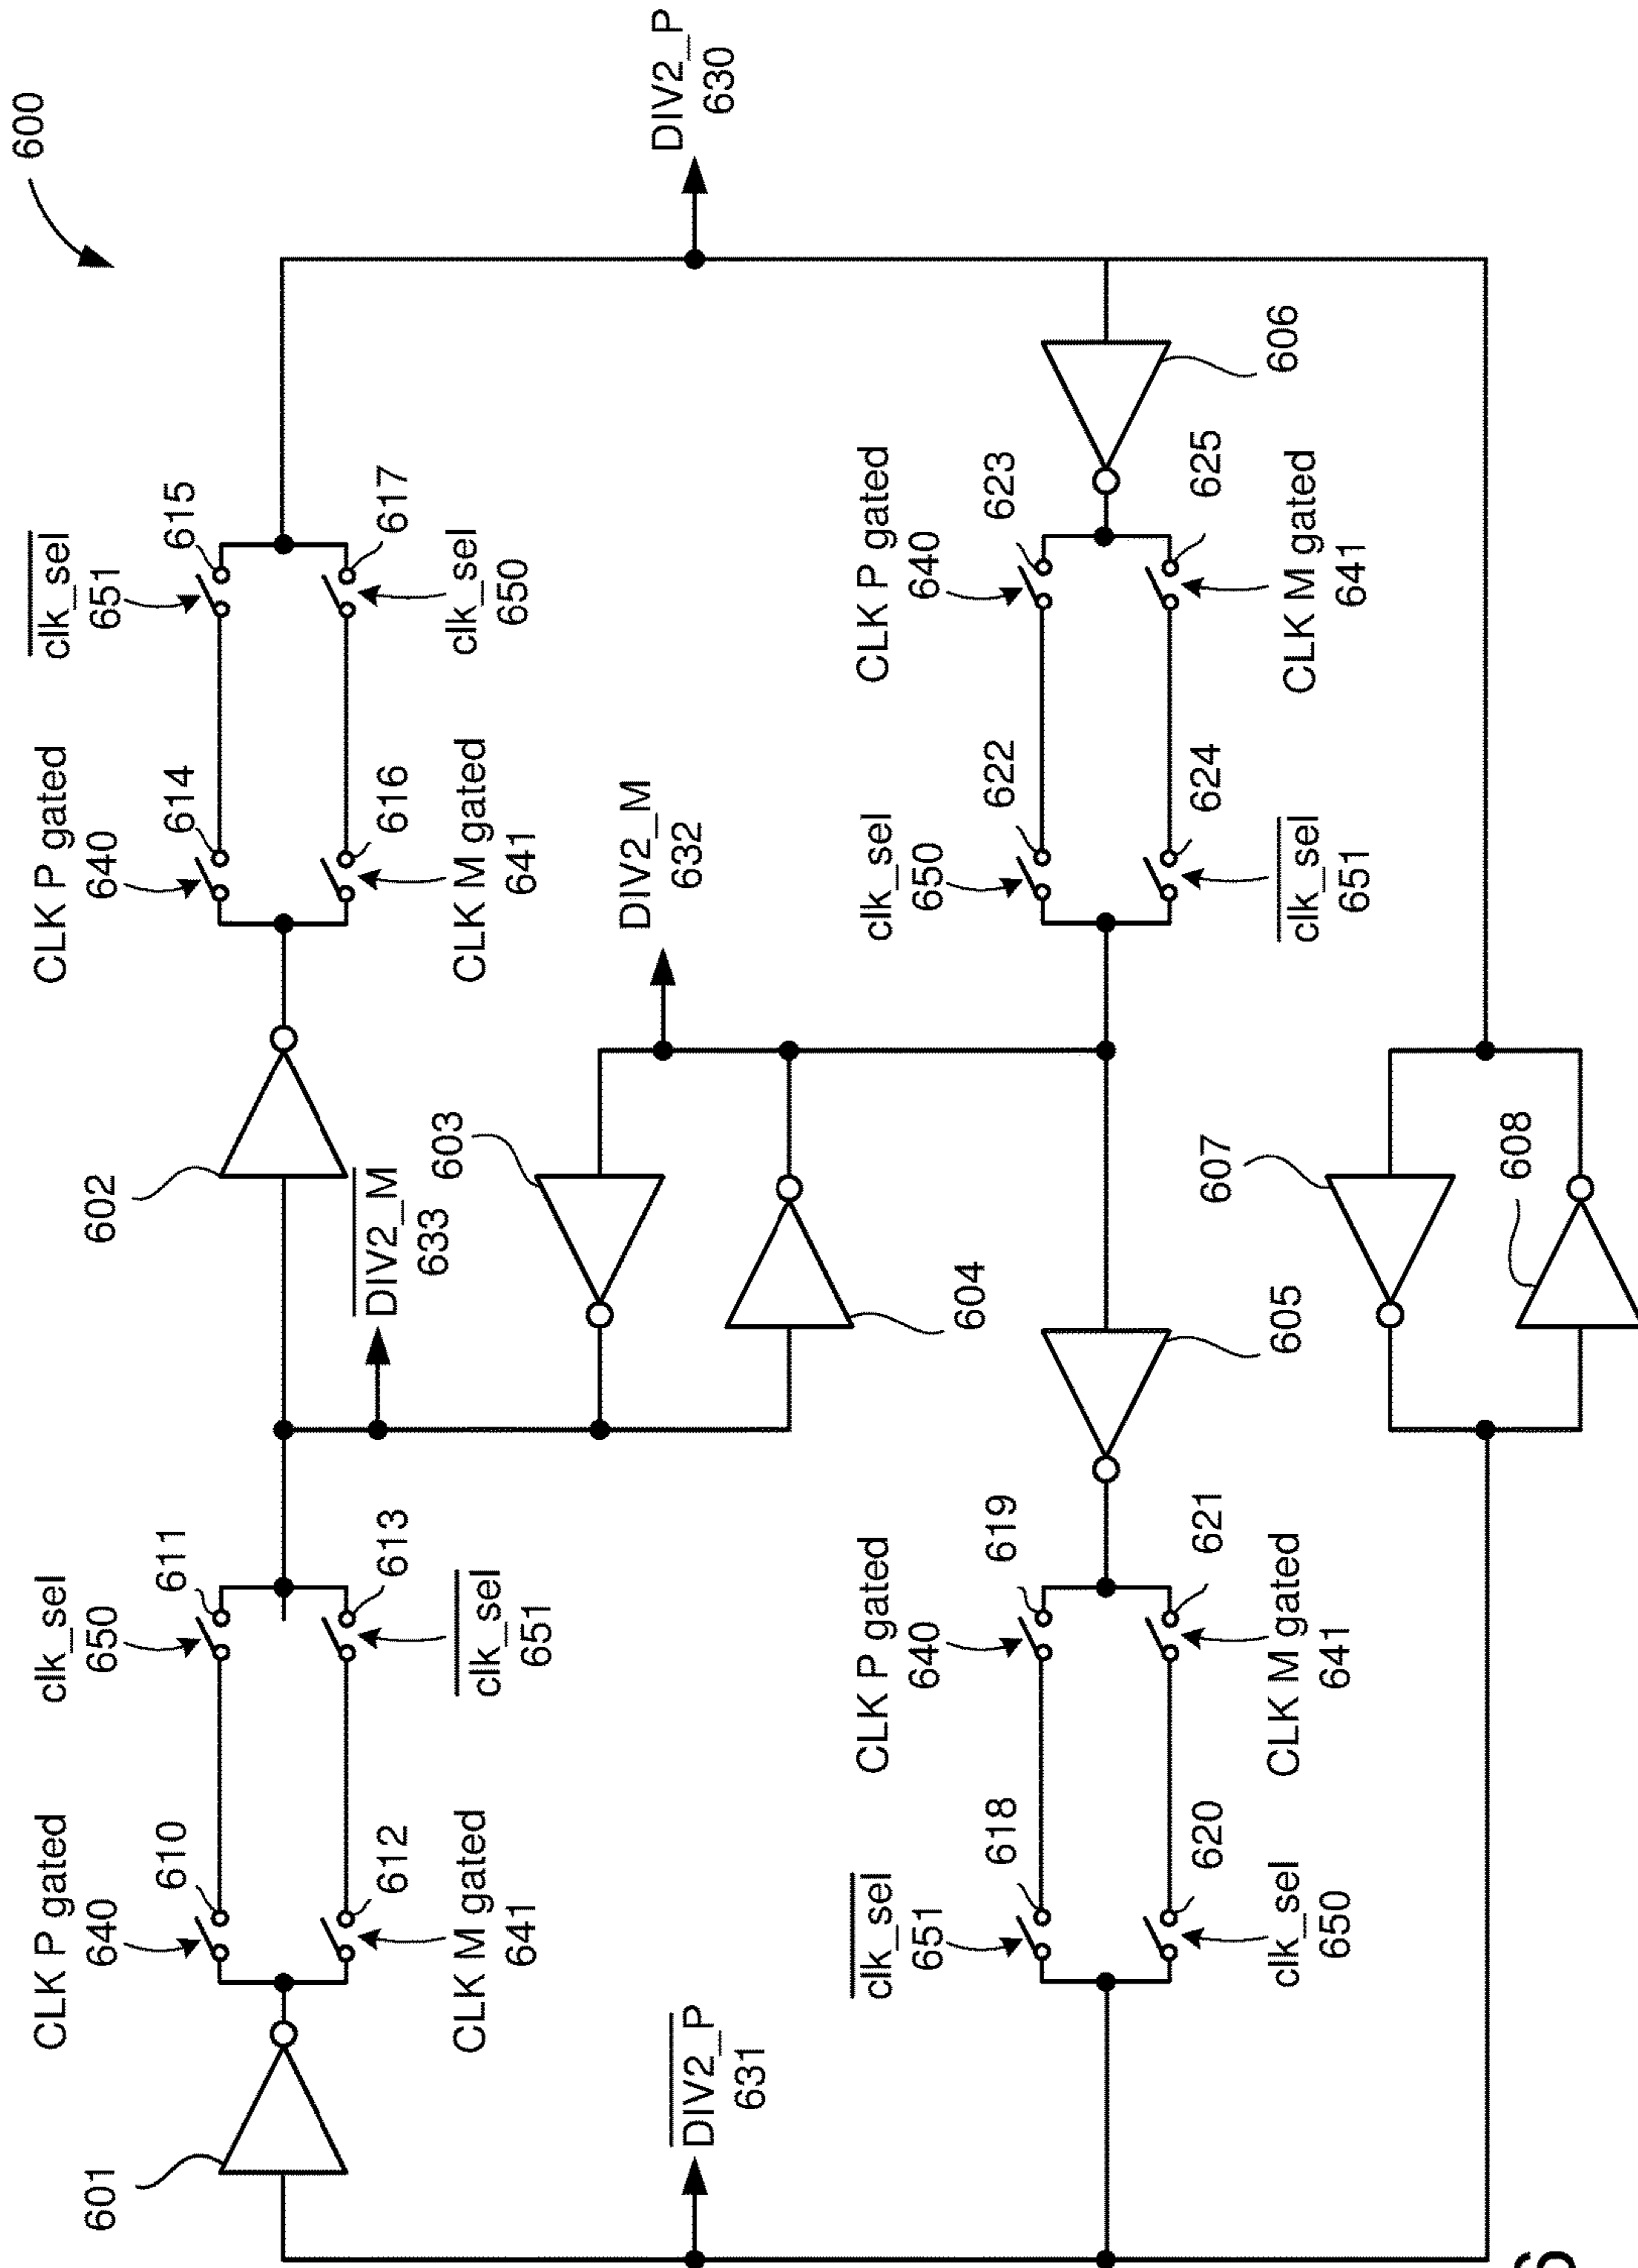 600
CLK P gated
640
clk_sel
650
CLK P gated
640
clk_sel
651
601
610
611
602
614
615
612
613
616
617
CLK M gated
641
clk_sel
651
DIV2_M
633
603
CLK M gated
641
clk_sel
650
DIV2_P
631
DIV2_M
632
DIV2_P
630
604
clk_sel
651
CLK P gated
640
clk_sel
650
CLK P gated
640
618
619
622
623
620
621
605
624
625
606
clk_sel
650
CLK M gated
641
clk_sel
651
CLK M gated
641
607
608